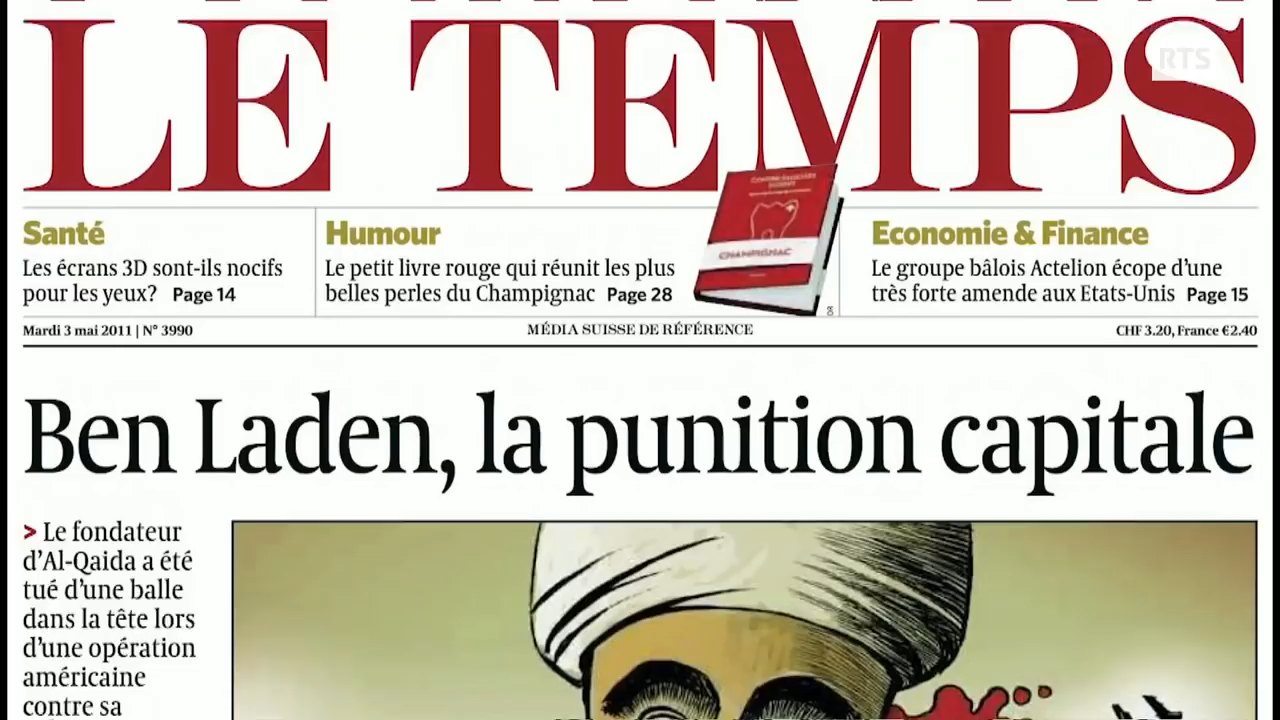 LE TEMPS
RTS
Santé
Les écrans 3D sont-ils nocifs
pour les yeux? Page 14
Humour
Le petit livre rouge qui réunit les plus
belles perles du Champignac Page 28
CHAMPIGNAC
Economie & Finance
Le groupe bâlois Actelion écope d’une
très forte amende aux Etats-Unis Page 15
Mardi 3 mai 2011 | N° 3990
MÉDIA SUISSE DE RÉFÉRENCE
CHF 3.20, France €2.40
Ben Laden, la punition capitale
> Le fondateur
d’Al-Qaida a été
tué d’une balle
dans la tête lors
d’une opération
américaine
contre sa